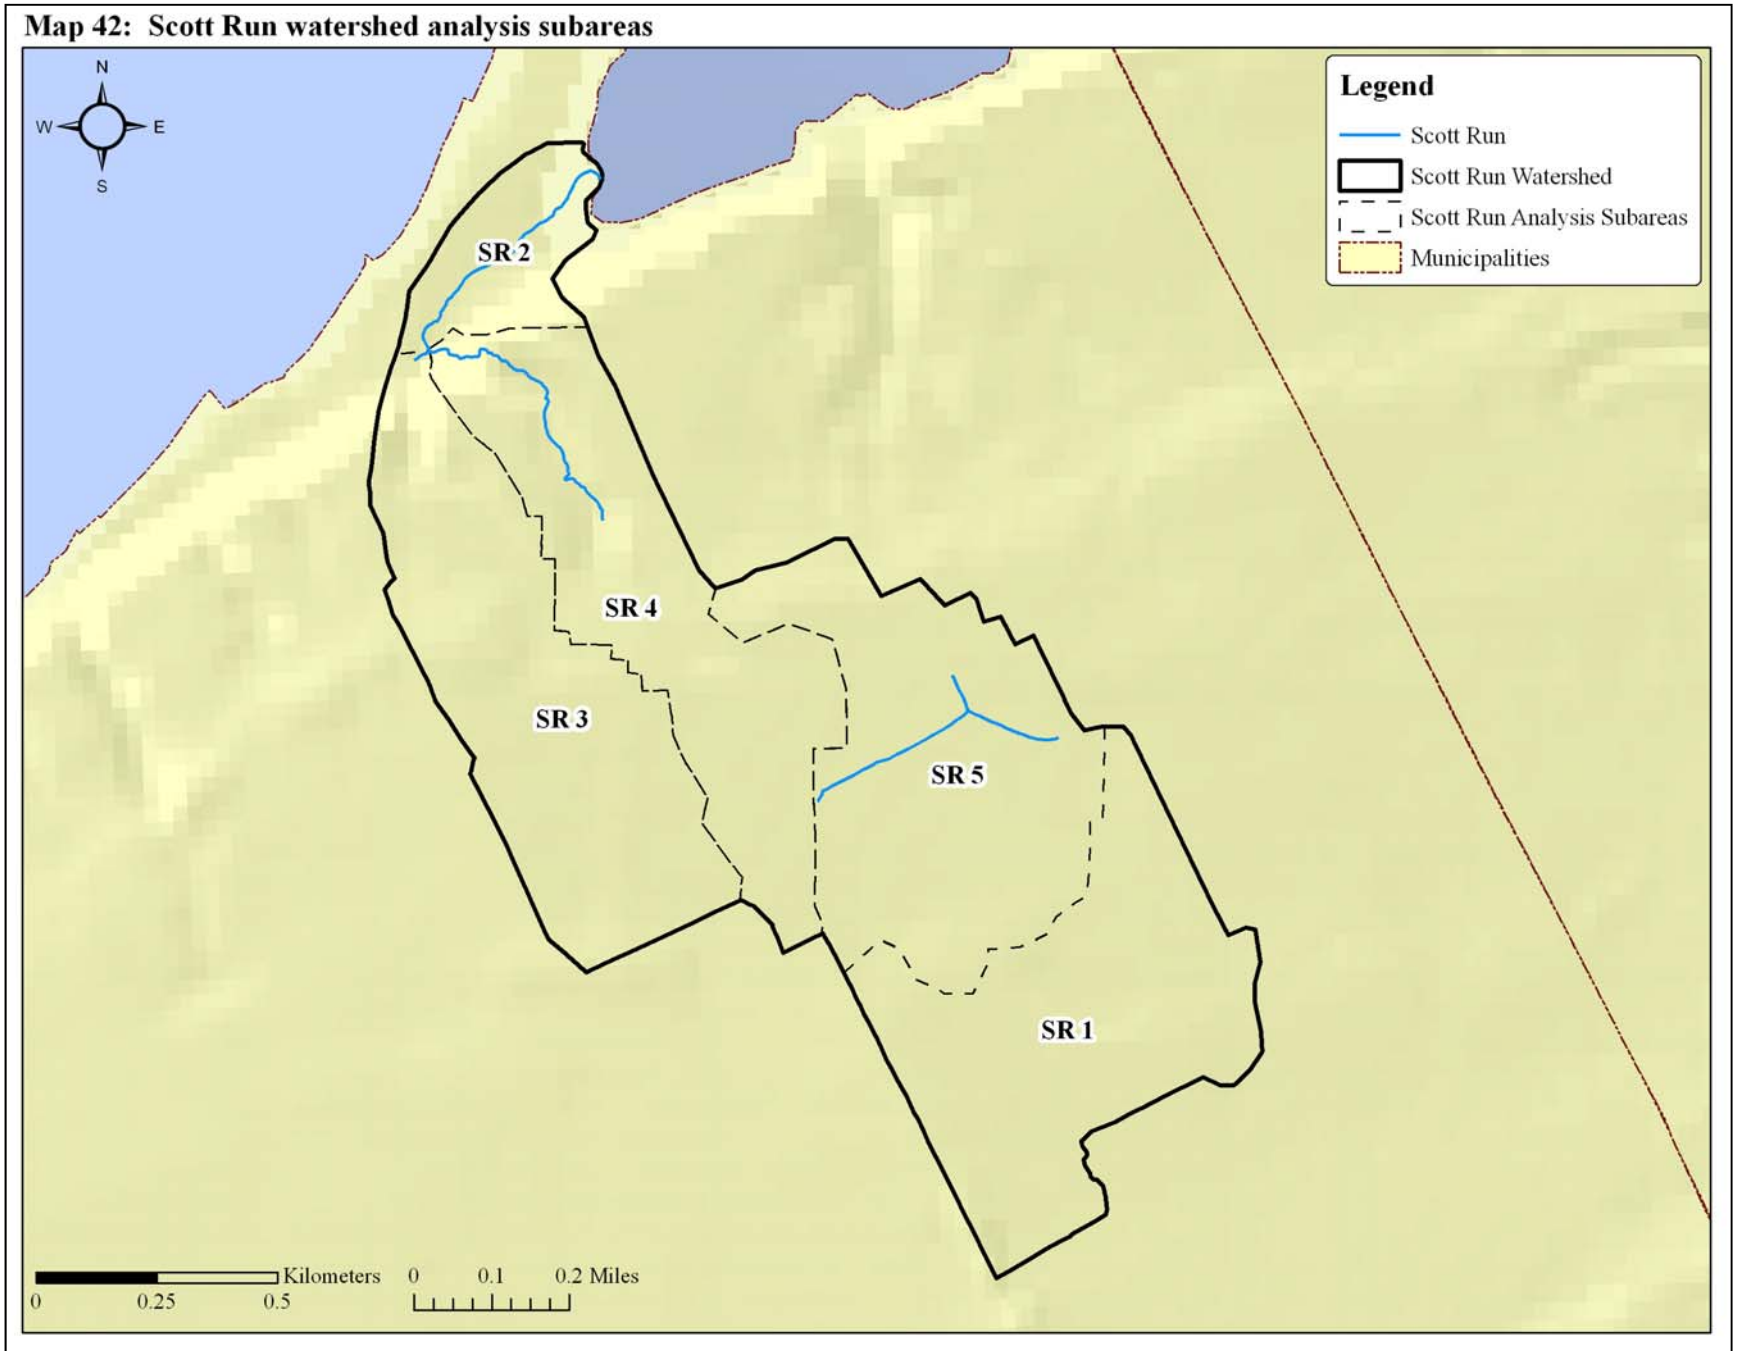 Map 42: Scott Run watershed analysis subareas
N
W E
S
Legend
Scott Run
Scott Run Watershed
Scott Run Analysis Subareas
Municipalities
SR 2
SR 4
SR 3
SR 5
SR 1
Kilometers
0 0.25 0.5
0 0.1 0.2 Miles